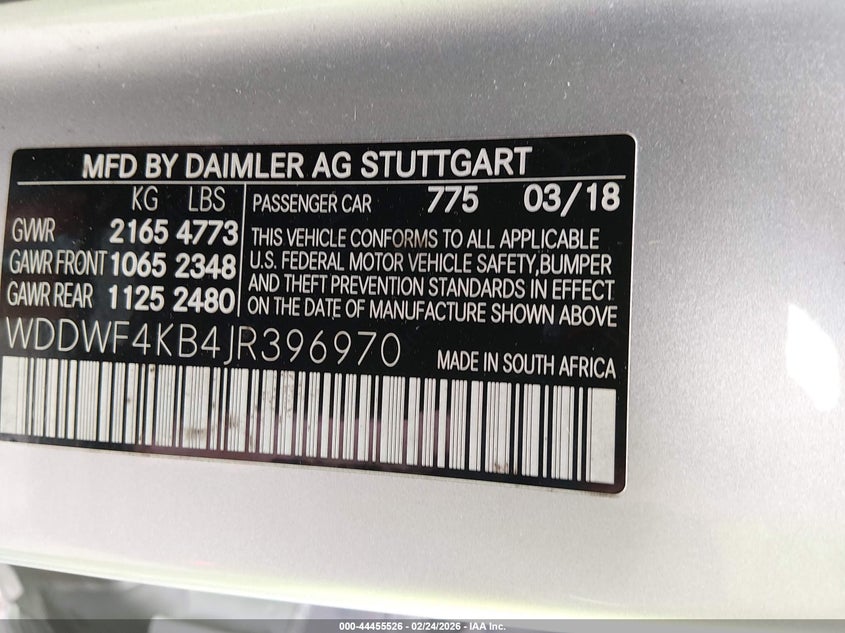 MFD BY DAIMLER AG STUTTGART
KG LBS
GVWR 2165 4773
GAWR FRONT 1065 2348
GAWR REAR 1125 2480
PASSENGER CAR 775 03/18
THIS VEHICLE CONFORMS TO ALL APPLICABLE
U.S. FEDERAL MOTOR VEHICLE SAFETY,BUMPER
AND THEFT PREVENTION STANDARDS IN EFFECT
ON THE DATE OF MANUFACTURE SHOWN ABOVE
WDDWF4KB4JR396970
MADE IN SOUTH AFRICA
000-44455526 - 02/24/2026 - IAA Inc.